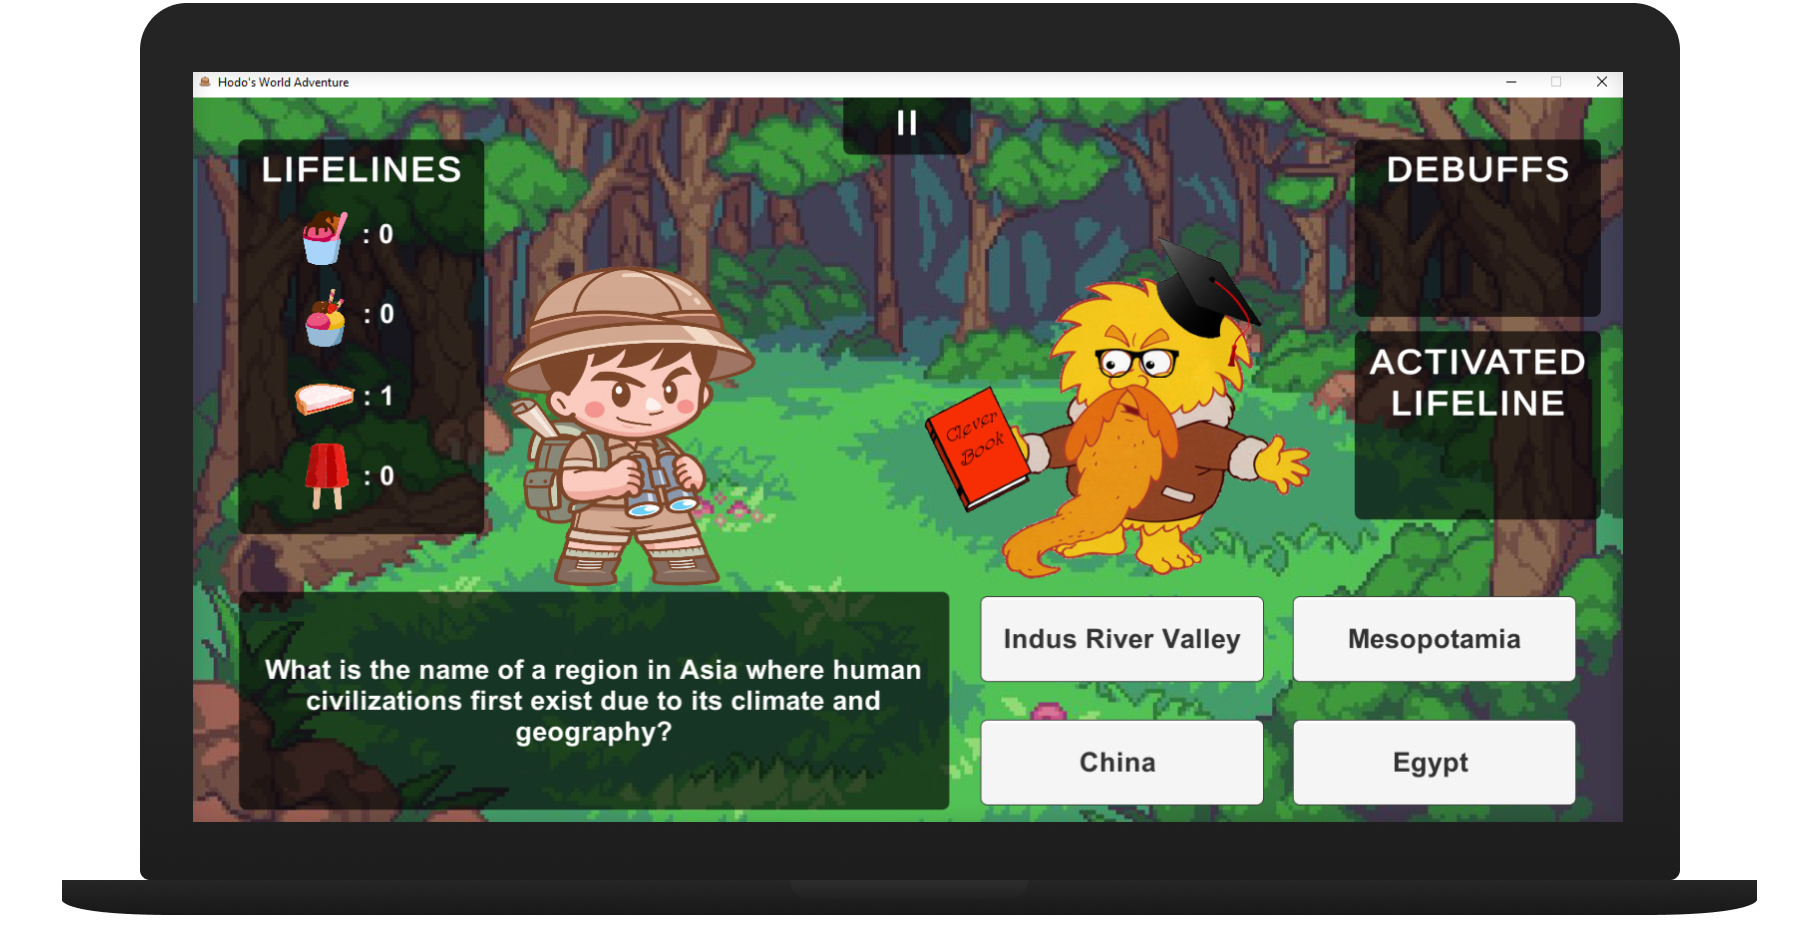 Hodo's World Adventure
LIFELINES
: 0
: 0
: 1
: 0
DEBUFFS
ACTIVATED
LIFELINE
Clever
Book
What is the name of a region in Asia where human
civilizations first exist due to its climate and
geography?
Indus River Valley
Mesopotamia
China
Egypt